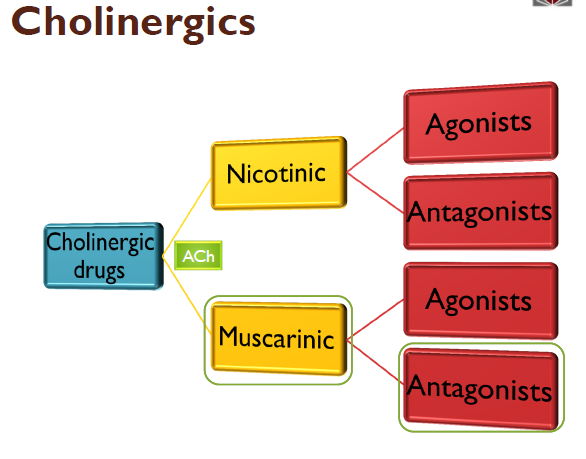 Cholinergics
Agonists
Nicotinic
Antagonists
Cholinergic
drugs
ACh
Agonists
Muscarinic
Antagonists